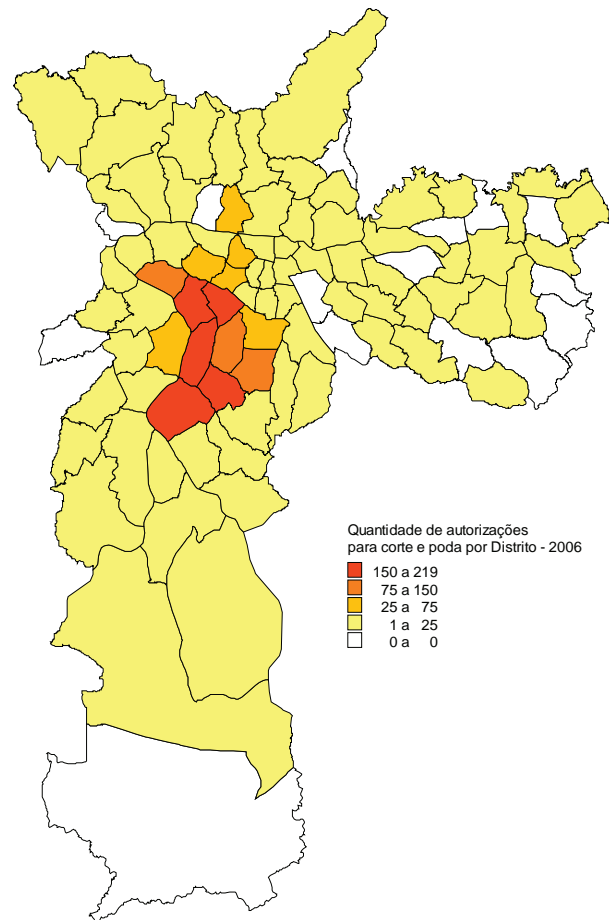 Quantidade de autorizações
para corte e poda por Distrito - 2006
150 a 219
75 a 150
25 a 75
1 a 25
0 a 0